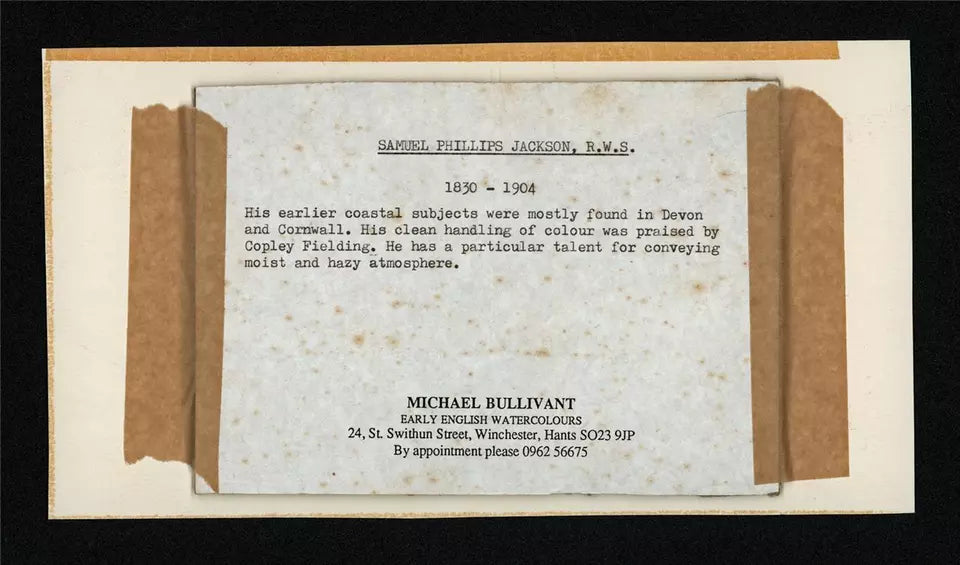 SAMUEL PHILLIPS JACKSON, R.W.S.
1830 - 1904
His earlier coastal subjects were mostly found in Devon
and Cornwall. His clean handling of colour was praised by
Copley Fielding. He has a particular talent for conveying
moist and hazy atmosphere.
MICHAEL BULLIVANT
EARLY ENGLISH WATERCOLOURS
24, St. Swithun Street, Winchester, Hants SO23 9JP
By appointment please 0962 56675